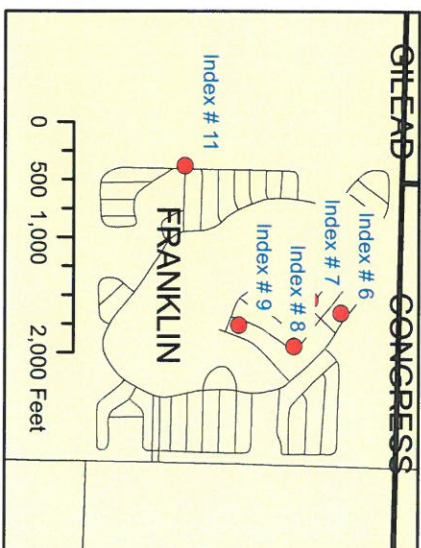 GILEAD
CONGRESS
Index # 6
Index # 7
Index # 8
Index # 9
Index # 11
FRANKLIN
0 500 1,000 2,000 Feet